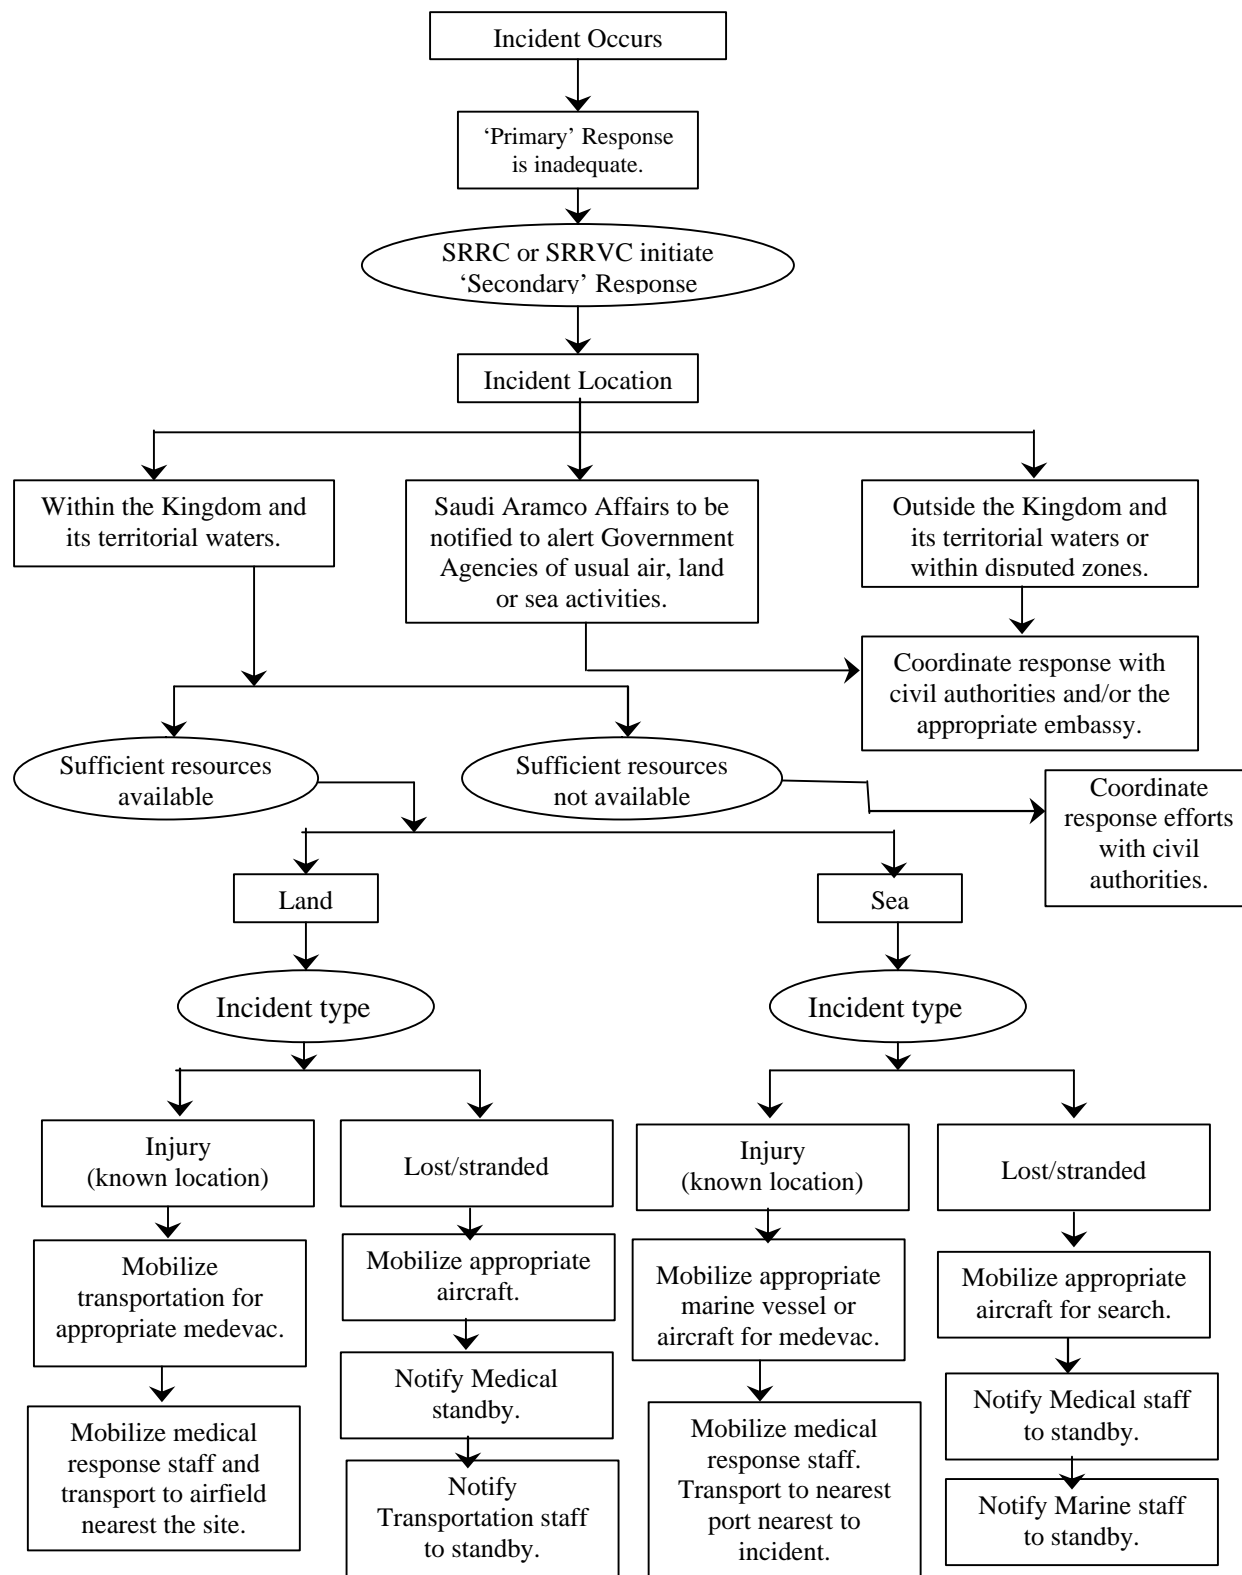 Incident Occurs
‘Primary’ Response
is inadequate.
SRRC or SRRVC initiate
‘Secondary’ Response
Incident Location
Within the Kingdom and
its territorial waters.
Saudi Aramco Affairs to be
notified to alert Government
Agencies of usual air, land
or sea activities.
Outside the Kingdom and
its territorial waters or
within disputed zones.
Coordinate response with
civil authorities and/or the
appropriate embassy.
Sufficient resources
available
Sufficient resources
not available
Coordinate
response efforts
with civil
authorities.
Land
Sea
Incident type
Incident type
Injury
(known location)
Lost/stranded
Injury
(known location)
Lost/stranded
Mobilize
transportation for
appropriate medevac.
Mobilize appropriate
aircraft.
Mobilize appropriate
marine vessel or
aircraft for medevac.
Mobilize appropriate
aircraft for search.
Mobilize medical
response staff and
transport to airfield
nearest the site.
Notify Medical
standby.
Notify
Transportation staff
to standby.
Mobilize medical
response staff.
Transport to nearest
port nearest to
incident.
Notify Medical staff
to standby.
Notify Marine staff
to standby.